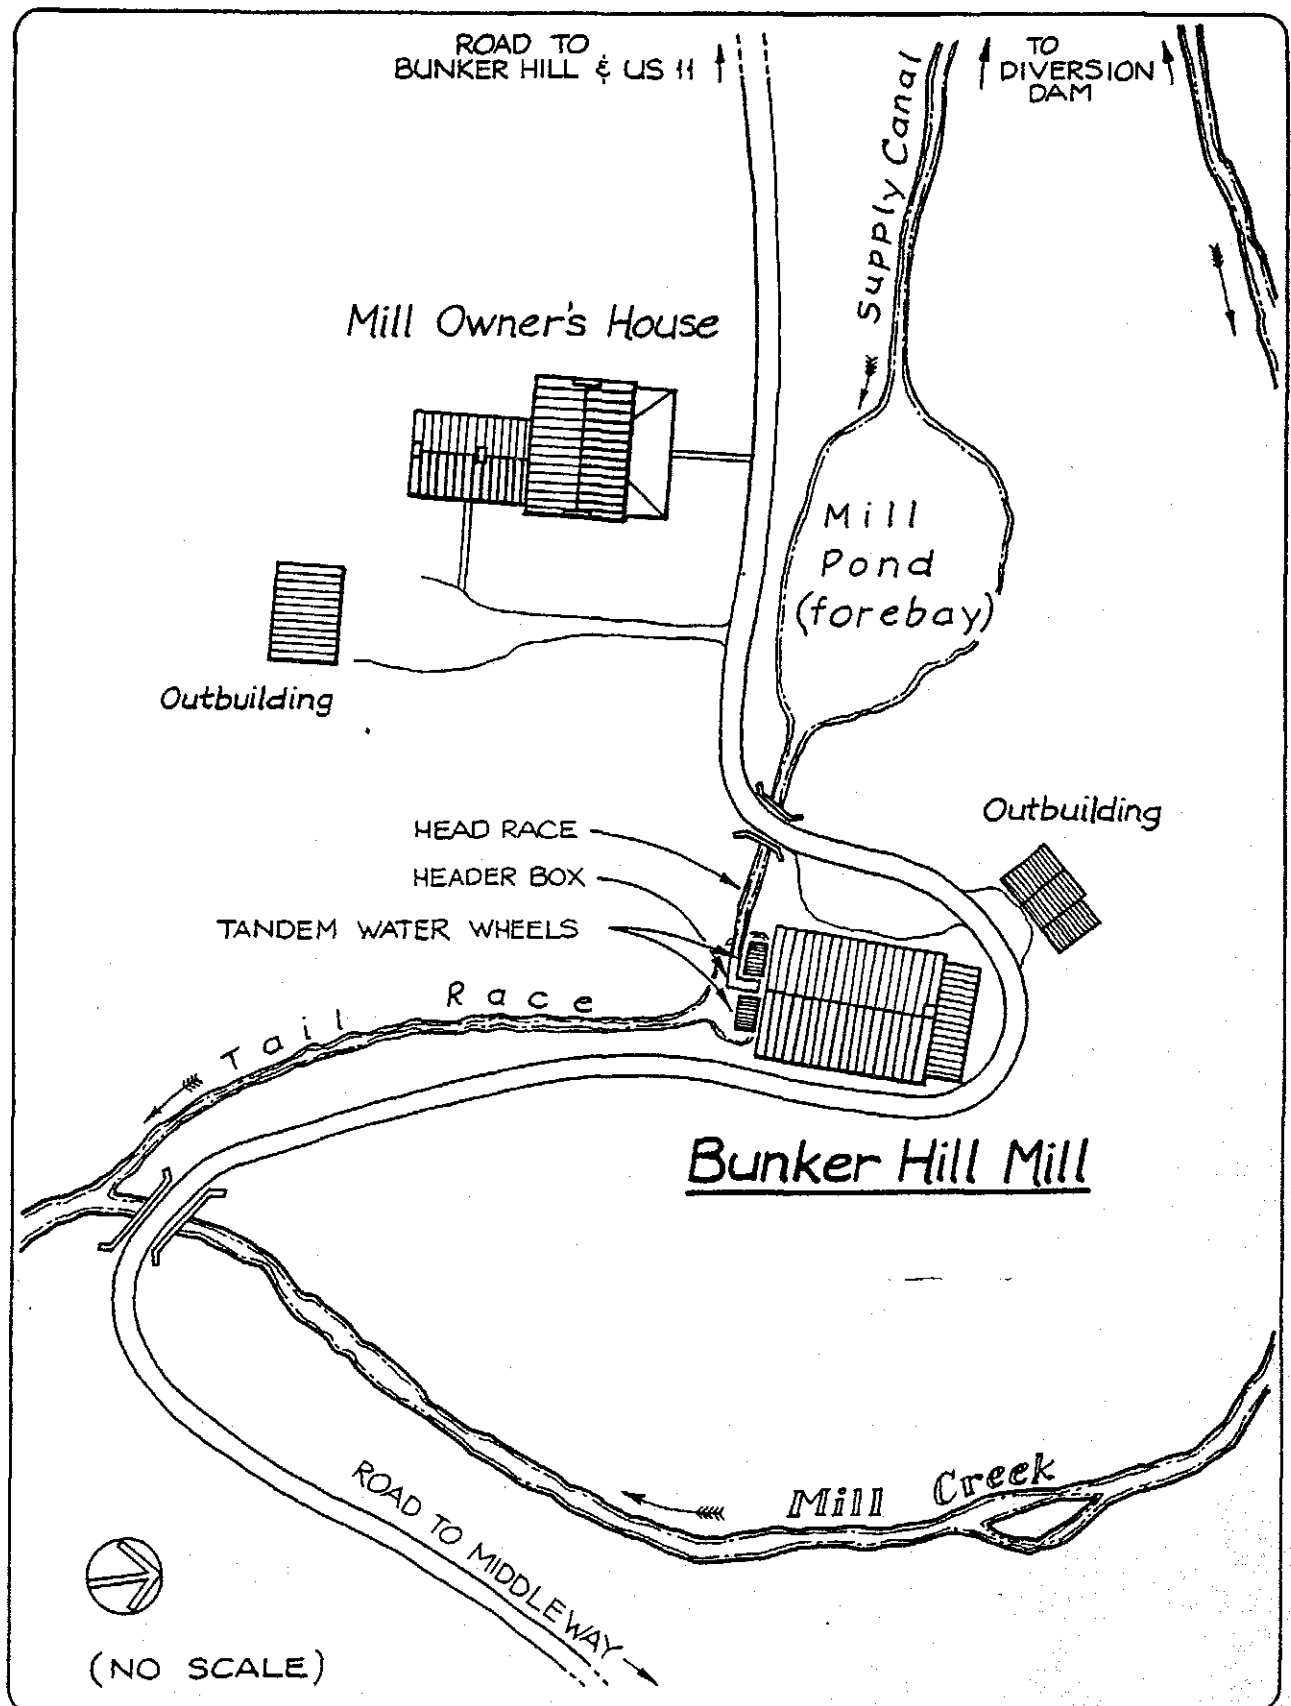 ROAD TO
BUNKER HILL & US 11
TO
DIVERSION
DAM
Supply Canal
Mill Owner's House
Mill
Pond
(forebay)
Outbuilding
Outbuilding
HEAD RACE
HEADER BOX
TANDEM WATER WHEELS
Tail Race
Bunker Hill Mill
Mill Creek
ROAD TO MIDDLEWAY
(NO SCALE)